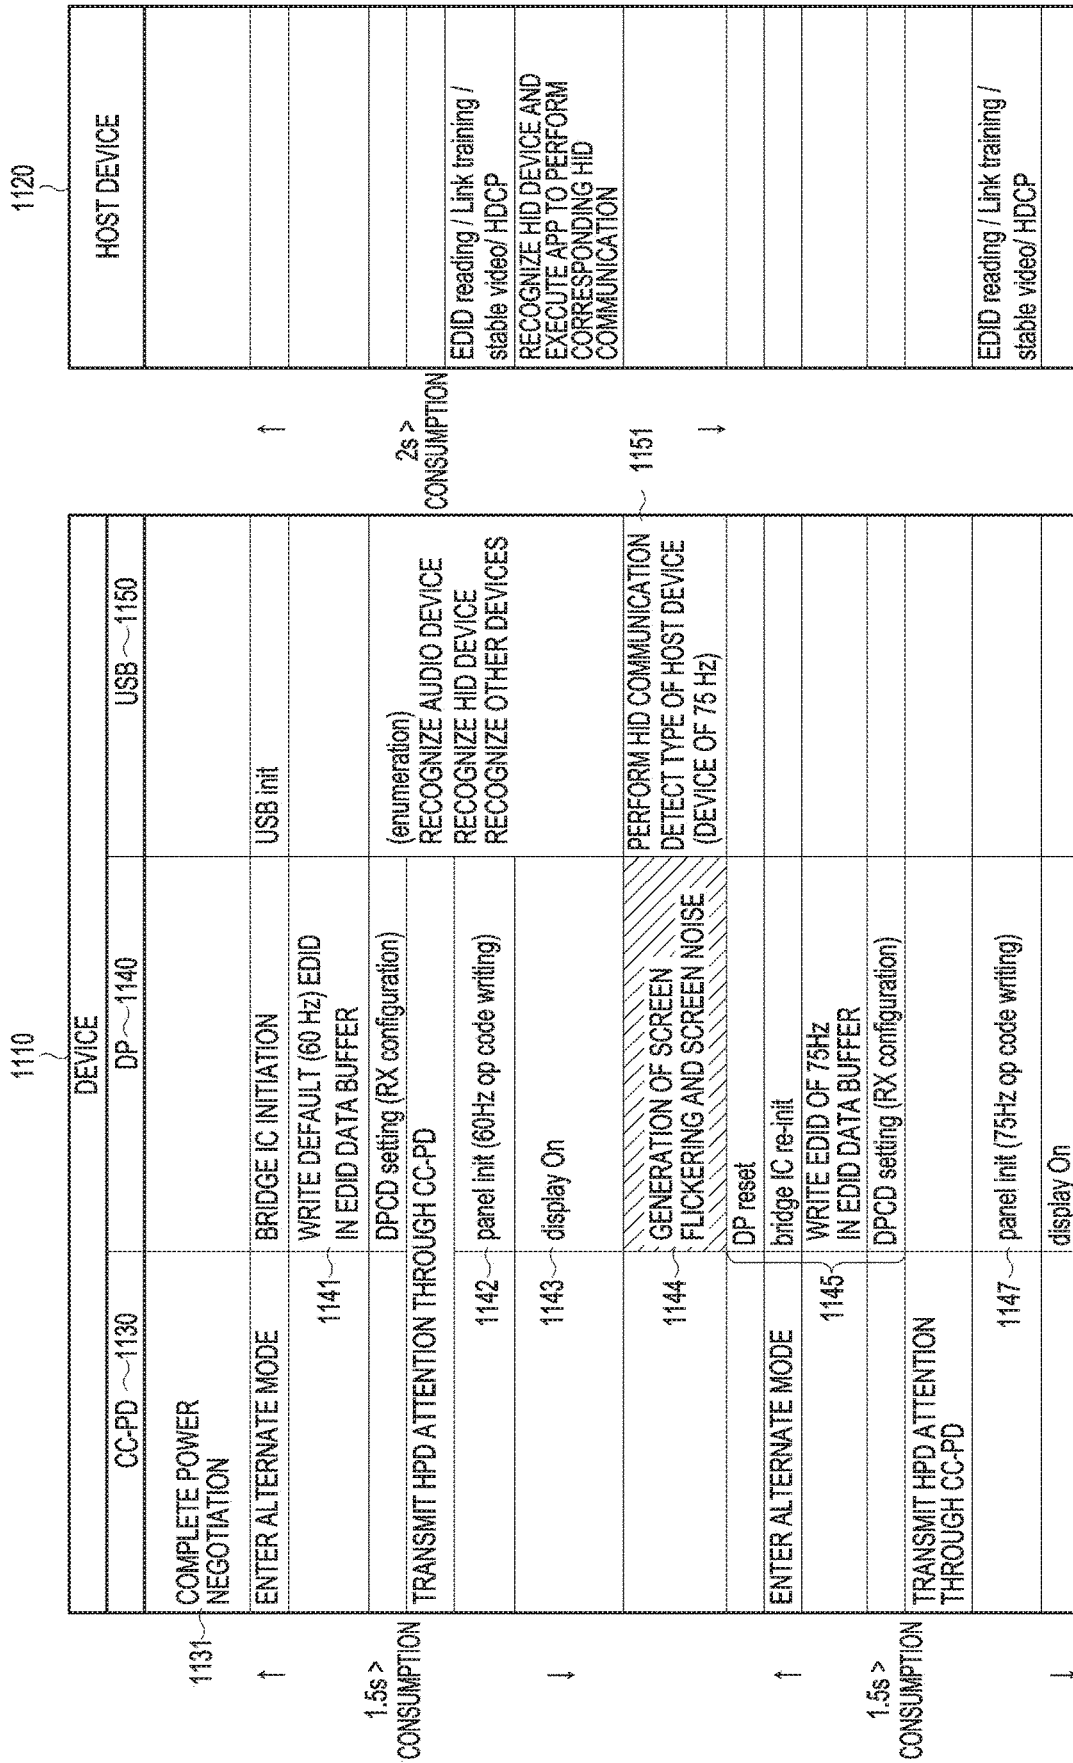 1110
1120
DEVICE
HOST DEVICE
CC-PD ~1130
DP ~1140
USB ~1150
1131
COMPLETE POWER
NEGOTIATION
ENTER ALTERNATE MODE
BRIDGE IC INITIATION
USB init
1.5s >
CONSUMPTION
1141
WRITE DEFAULT (60 Hz) EDID
IN EDID DATA BUFFER
DPCD setting (RX configuration)
(enumeration)
RECOGNIZE AUDIO DEVICE
RECOGNIZE HID DEVICE
RECOGNIZE OTHER DEVICES
2s >
CONSUMPTION
TRANSMIT HPD ATTENTION THROUGH CC-PD
1142
panel init (60Hz op code writing)
EDID reading / Link training /
stable video/ HDCP
1143
display On
RECOGNIZE HID DEVICE AND
EXECUTE APP TO PERFORM
CORRESPONDING HID
COMMUNICATION
1144
GENERATION OF SCREEN
FLICKERING AND SCREEN NOISE
PERFORM HID COMMUNICATION
DETECT TYPE OF HOST DEVICE
(DEVICE OF 75 Hz)
1151
DP reset
ENTER ALTERNATE MODE
bridge IC re-init
1145
WRITE EDID OF 75Hz
IN EDID DATA BUFFER
DPCD setting (RX configuration)
1.5s >
CONSUMPTION
TRANSMIT HPD ATTENTION
THROUGH CC-PD
1147
panel init (75Hz op code writing)
EDID reading / Link training /
stable video/ HDCP
display On